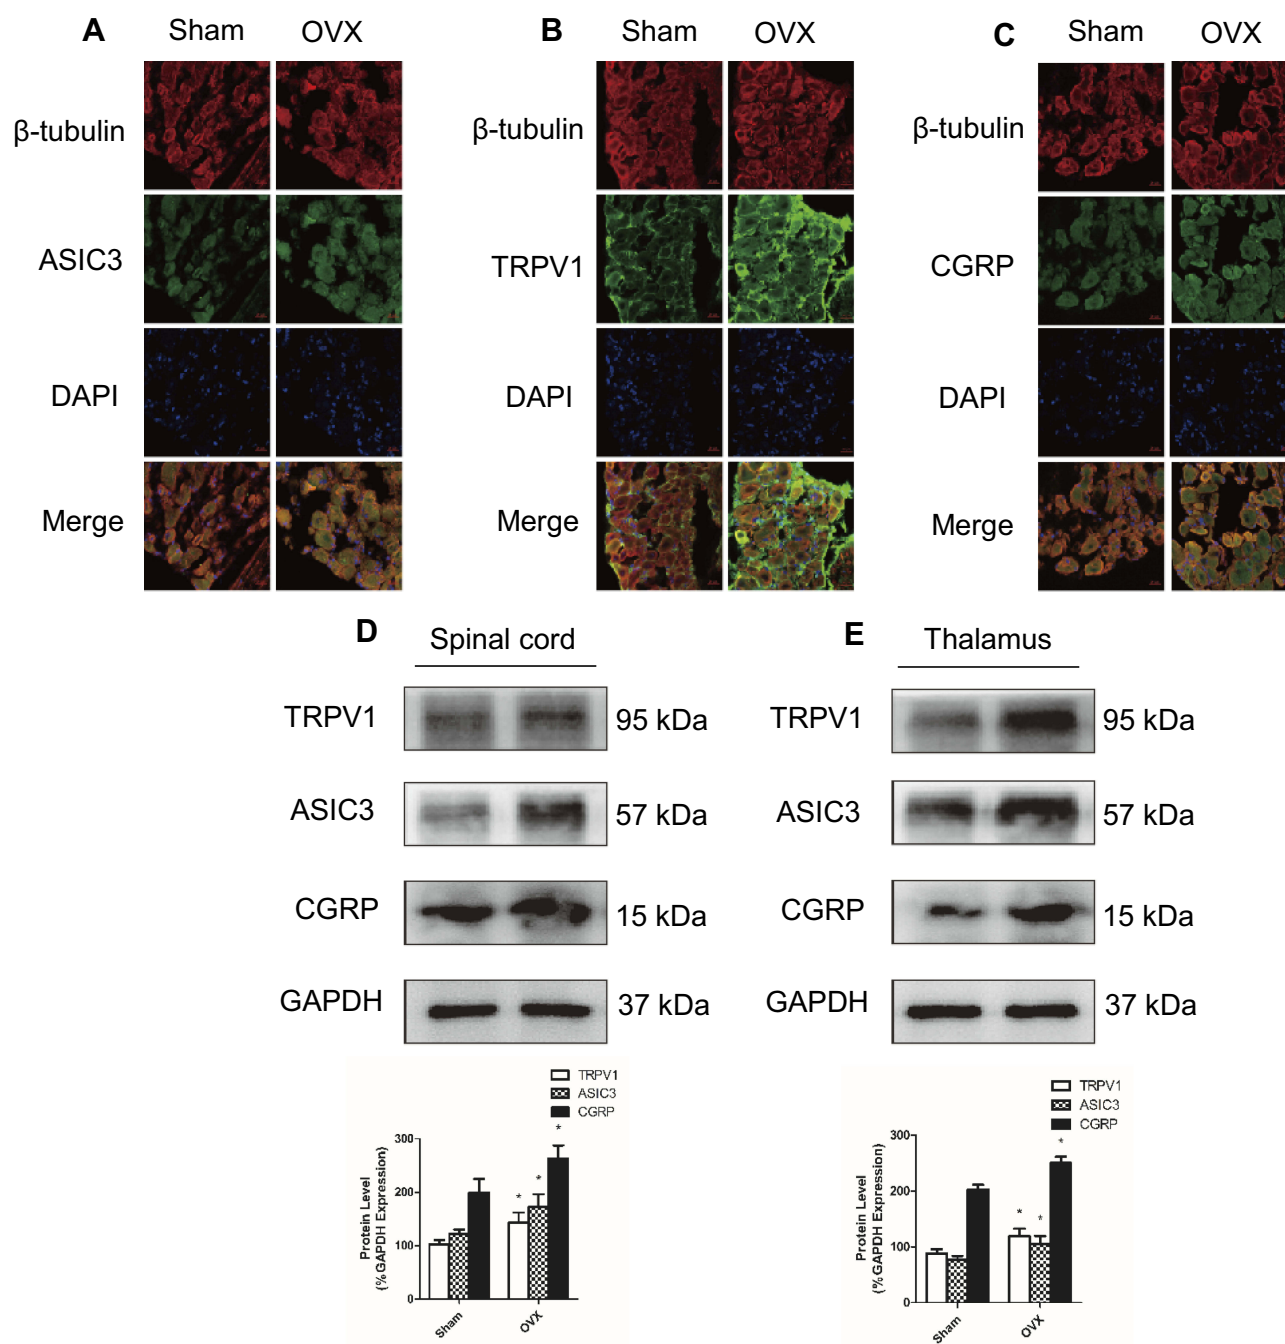 A Sham OVX
B Sham OVX
C Sham OVX
β-tubulin
β-tubulin
β-tubulin
ASIC3
TRPV1
CGRP
DAPI
DAPI
DAPI
Merge
Merge
Merge
D Spinal cord
TRPV1 95 kDa
ASIC3 57 kDa
CGRP 15 kDa
GAPDH 37 kDa
TRPV1
ASIC3
CGRP
Protein Level
(% GAPDH Expression)
300
200
100
0
* * *
Sham OVX
E Thalamus
TRPV1 95 kDa
ASIC3 57 kDa
CGRP 15 kDa
GAPDH 37 kDa
TRPV1
ASIC3
CGRP
Protein Level
(% GAPDH Expression)
300
200
100
0
* * *
Sham OVX